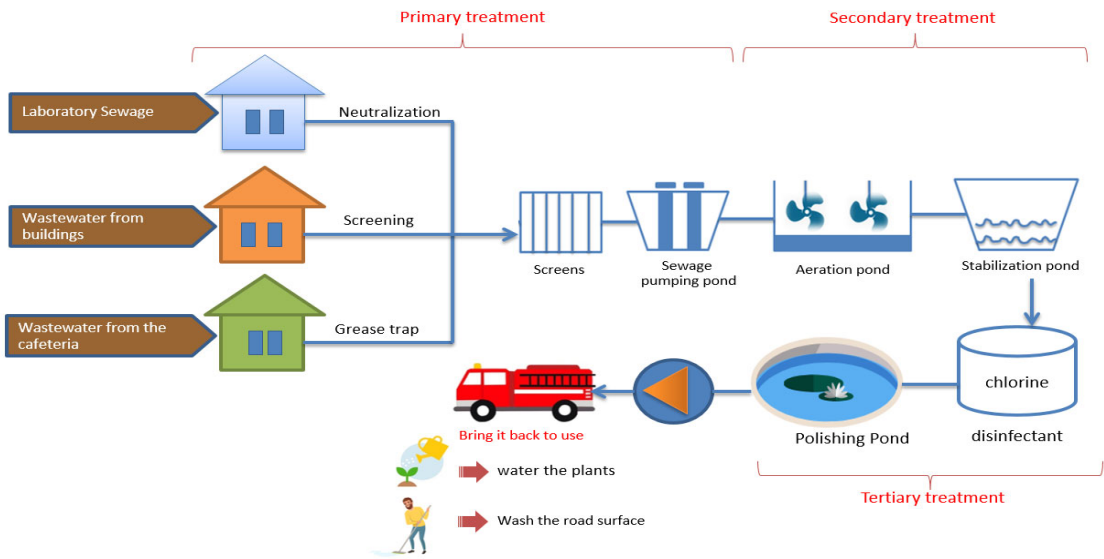 Primary treatment
Secondary treatment
Laboratory Sewage
Neutralization
Wastewater from
buildings
Screening
Wastewater from the
cafeteria
Grease trap
Screens
Sewage
pumping pond
Aeration pond
Stabilization pond
chlorine
disinfectant
Polishing Pond
Tertiary treatment
Bring it back to use
water the plants
Wash the road surface